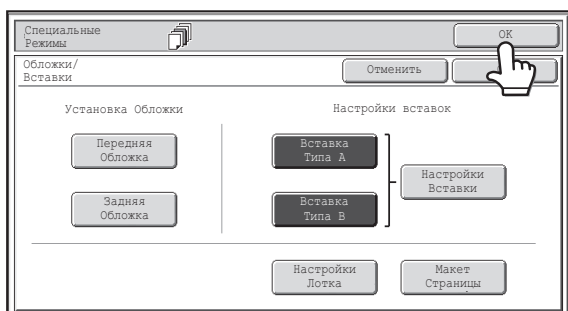 Специальные
Режимы
OK
Обложки/
Вставки
Отменить
Установка Обложки
Настройки вставок
Передняя
Обложка
Вставка
Типа A
Настройки
Вставки
Задняя
Обложка
Вставка
Типа B
Настройки
Лотка
Макет
Страницы